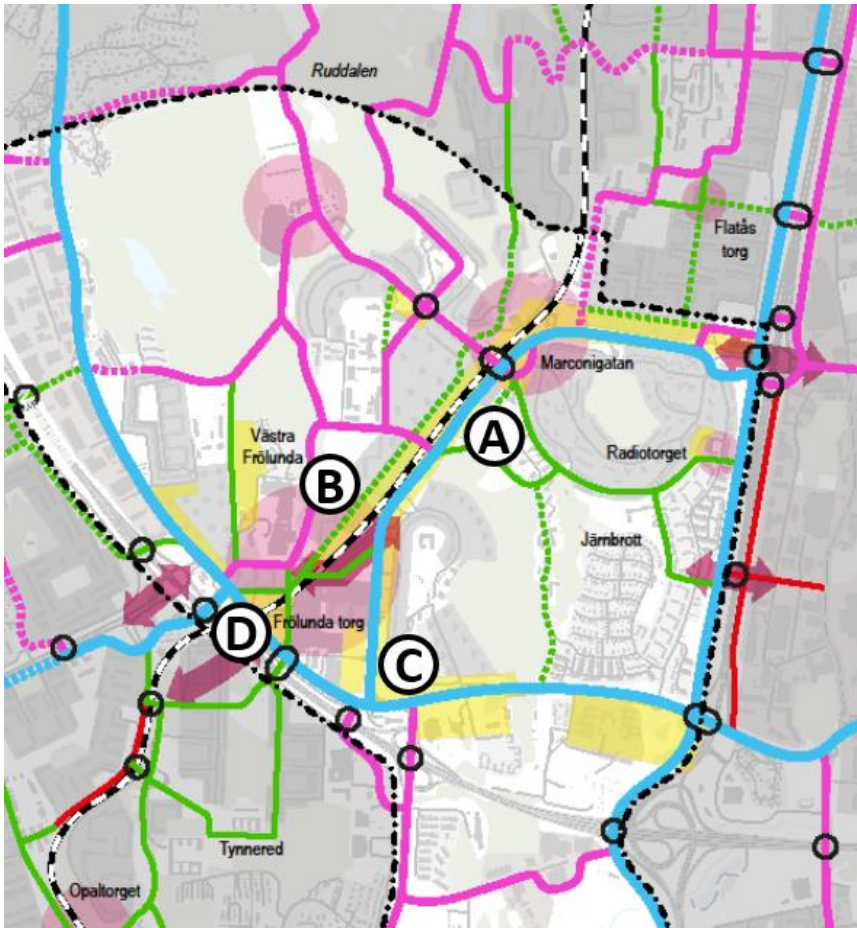 Ruddalen
Flatås
torg
Marconigatan
A
Västra
Frölunda
Radiotorget
B
Järnbrott
Frölunda torg
D
C
Tynnered
Opaltorget